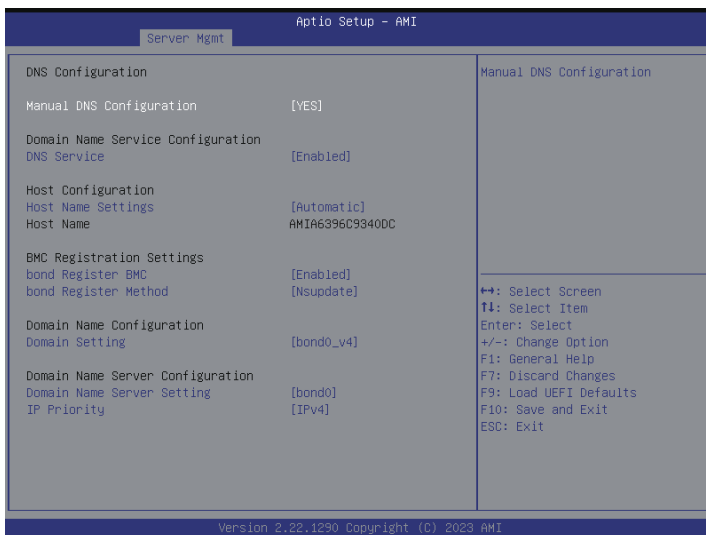 Aptio Setup – AMI
Server Mgmt
DNS Configuration
Manual DNS Configuration [YES]
Domain Name Service Configuration
DNS Service [Enabled]
Host Configuration
Host Name Settings [Automatic]
Host Name AMIA6396C9340DC
BMC Registration Settings
bond Register BMC [Enabled]
bond Register Method [Nsupdate]
Domain Name Configuration
Domain Setting [bond0_v4]
Domain Name Server Configuration
Domain Name Server Setting [bond0]
IP Priority [IPv4]
Manual DNS Configuration
↔: Select Screen
↑↓: Select Item
Enter: Select
+/-: Change Option
F1: General Help
F7: Discard Changes
F9: Load UEFI Defaults
F10: Save and Exit
ESC: Exit
Version 2.22.1290 Copyright (C) 2023 AMI